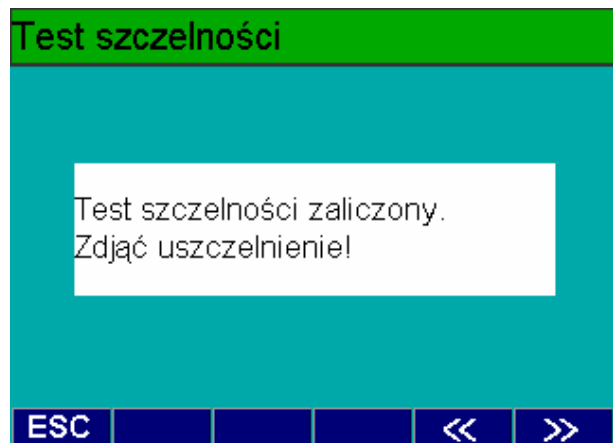 Test szczelności
Test szczelności zaliczony.
Zdjąć uszczelnienie!
ESC << >>